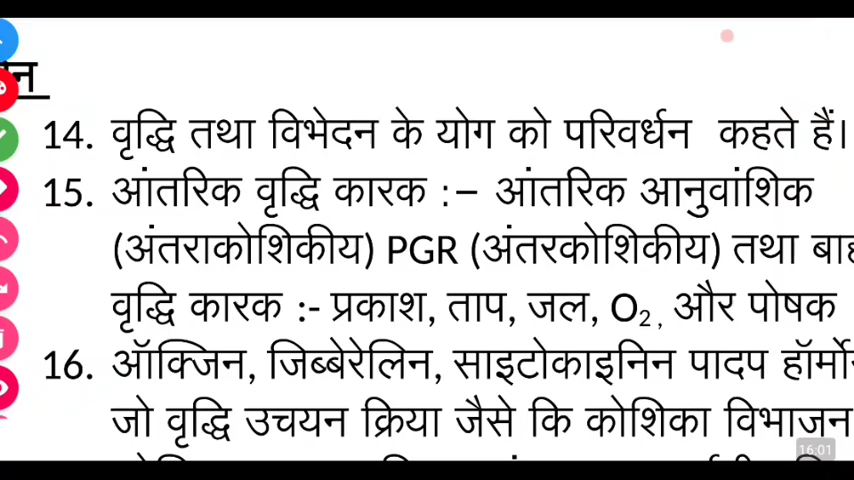 14. वृद्धि तथा विभेदन के योग को परिवर्धन कहते हैं।
15. आंतरिक वृद्धि कारक :– आंतरिक आनुवांशिक
(अंतराकोशिकीय) PGR (अंतरकोशिकीय) तथा
वृद्धि कारक :- प्रकाश, ताप, जल, O₂, और पोषक
16. ऑक्जिन, जिब्बेरेलिन, साइटोकाइनिन पादप
जो वृद्धि उचयन क्रिया जैसे कि कोशिका विभाजन
16:01